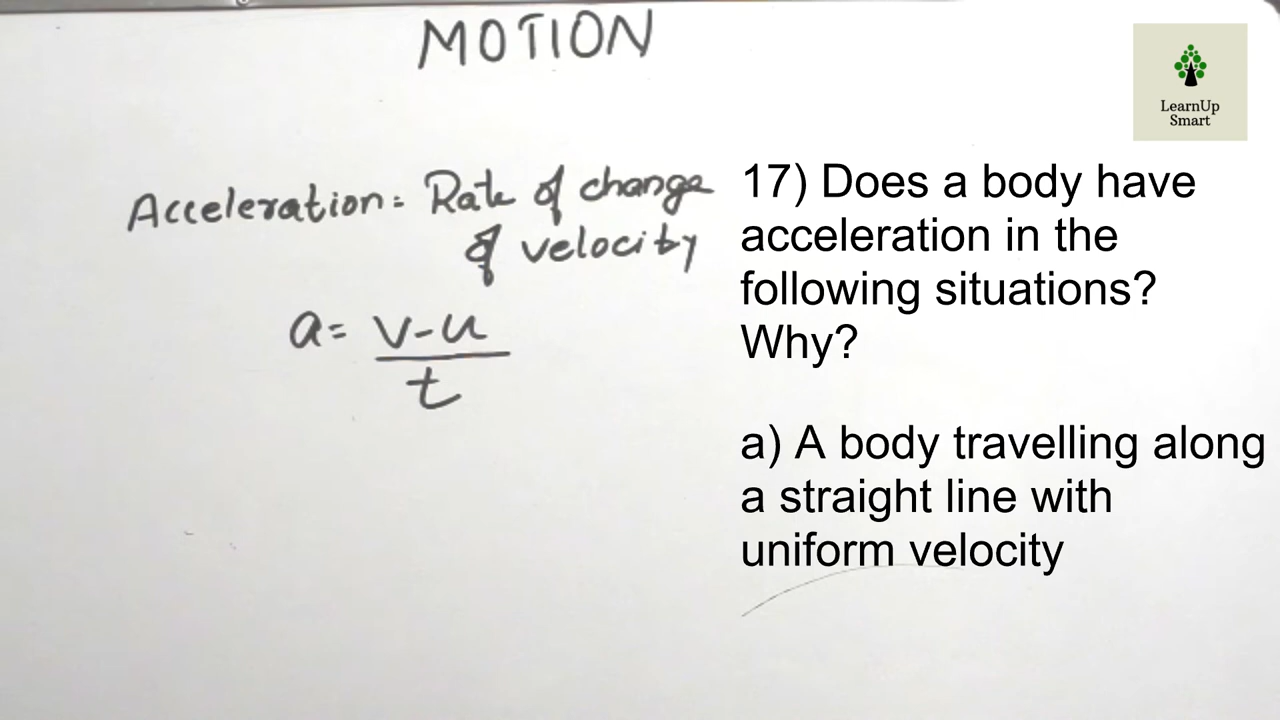 MOTION
LearnUp
Smart
Acceleration = Rate of change
of velocity
a = v-u
t
17) Does a body have
acceleration in the
following situations?
Why?
a) A body travelling along
a straight line with
uniform velocity